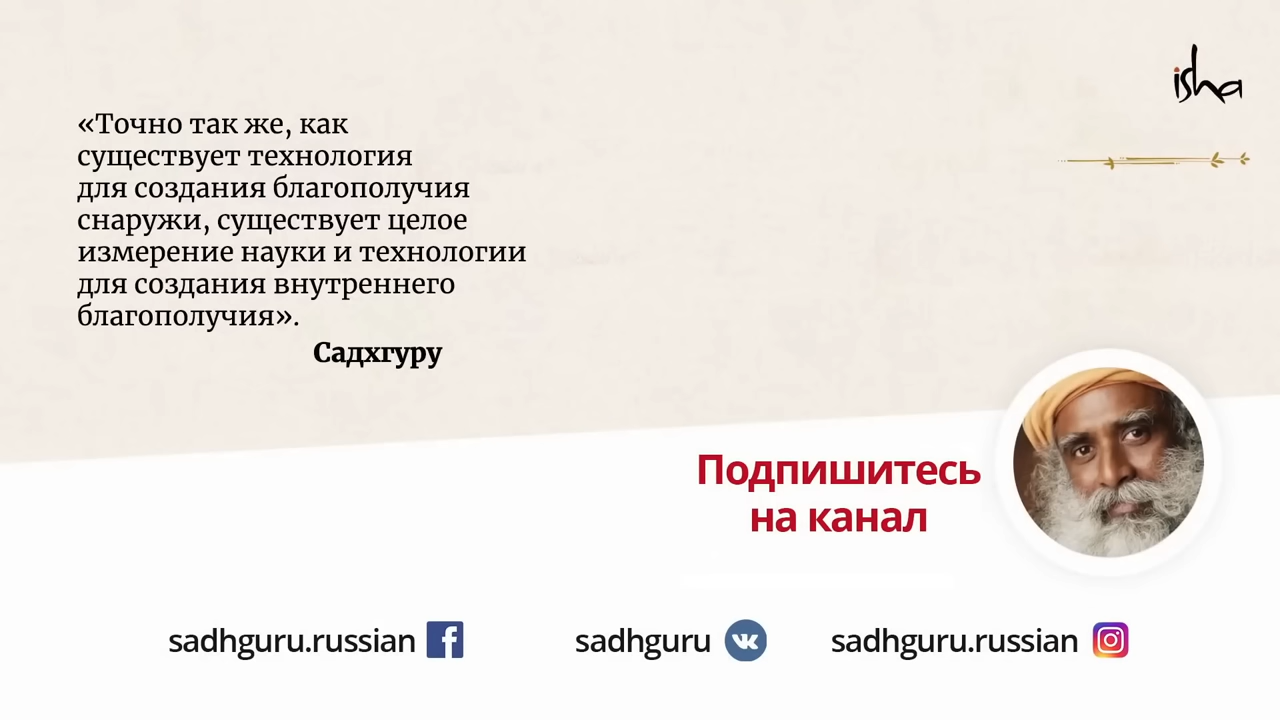 isha
«Точно так же, как
существует технология
для создания благополучия
снаружи, существует целое
измерение науки и технологии
для создания внутреннего
благополучия».
Садхгуру
Подпишитесь
на канал
sadhguru.russian
sadhguru
sadhguru.russian